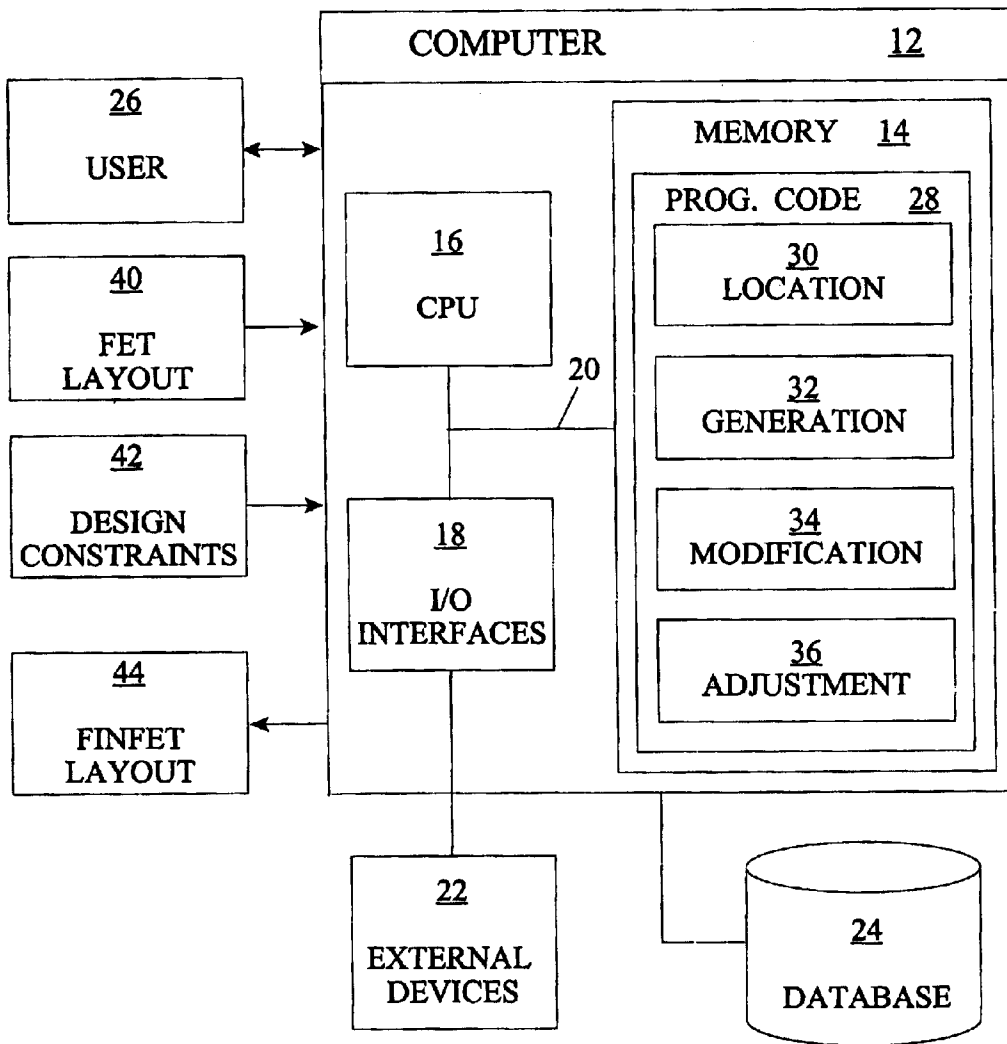 COMPUTER 12
26
USER
40
FET
LAYOUT
42
DESIGN
CONSTRAINTS
44
FINFET
LAYOUT
16
CPU
20
18
I/O
INTERFACES
MEMORY 14
PROG. CODE 28
30
LOCATION
32
GENERATION
34
MODIFICATION
36
ADJUSTMENT
22
EXTERNAL
DEVICES
24
DATABASE